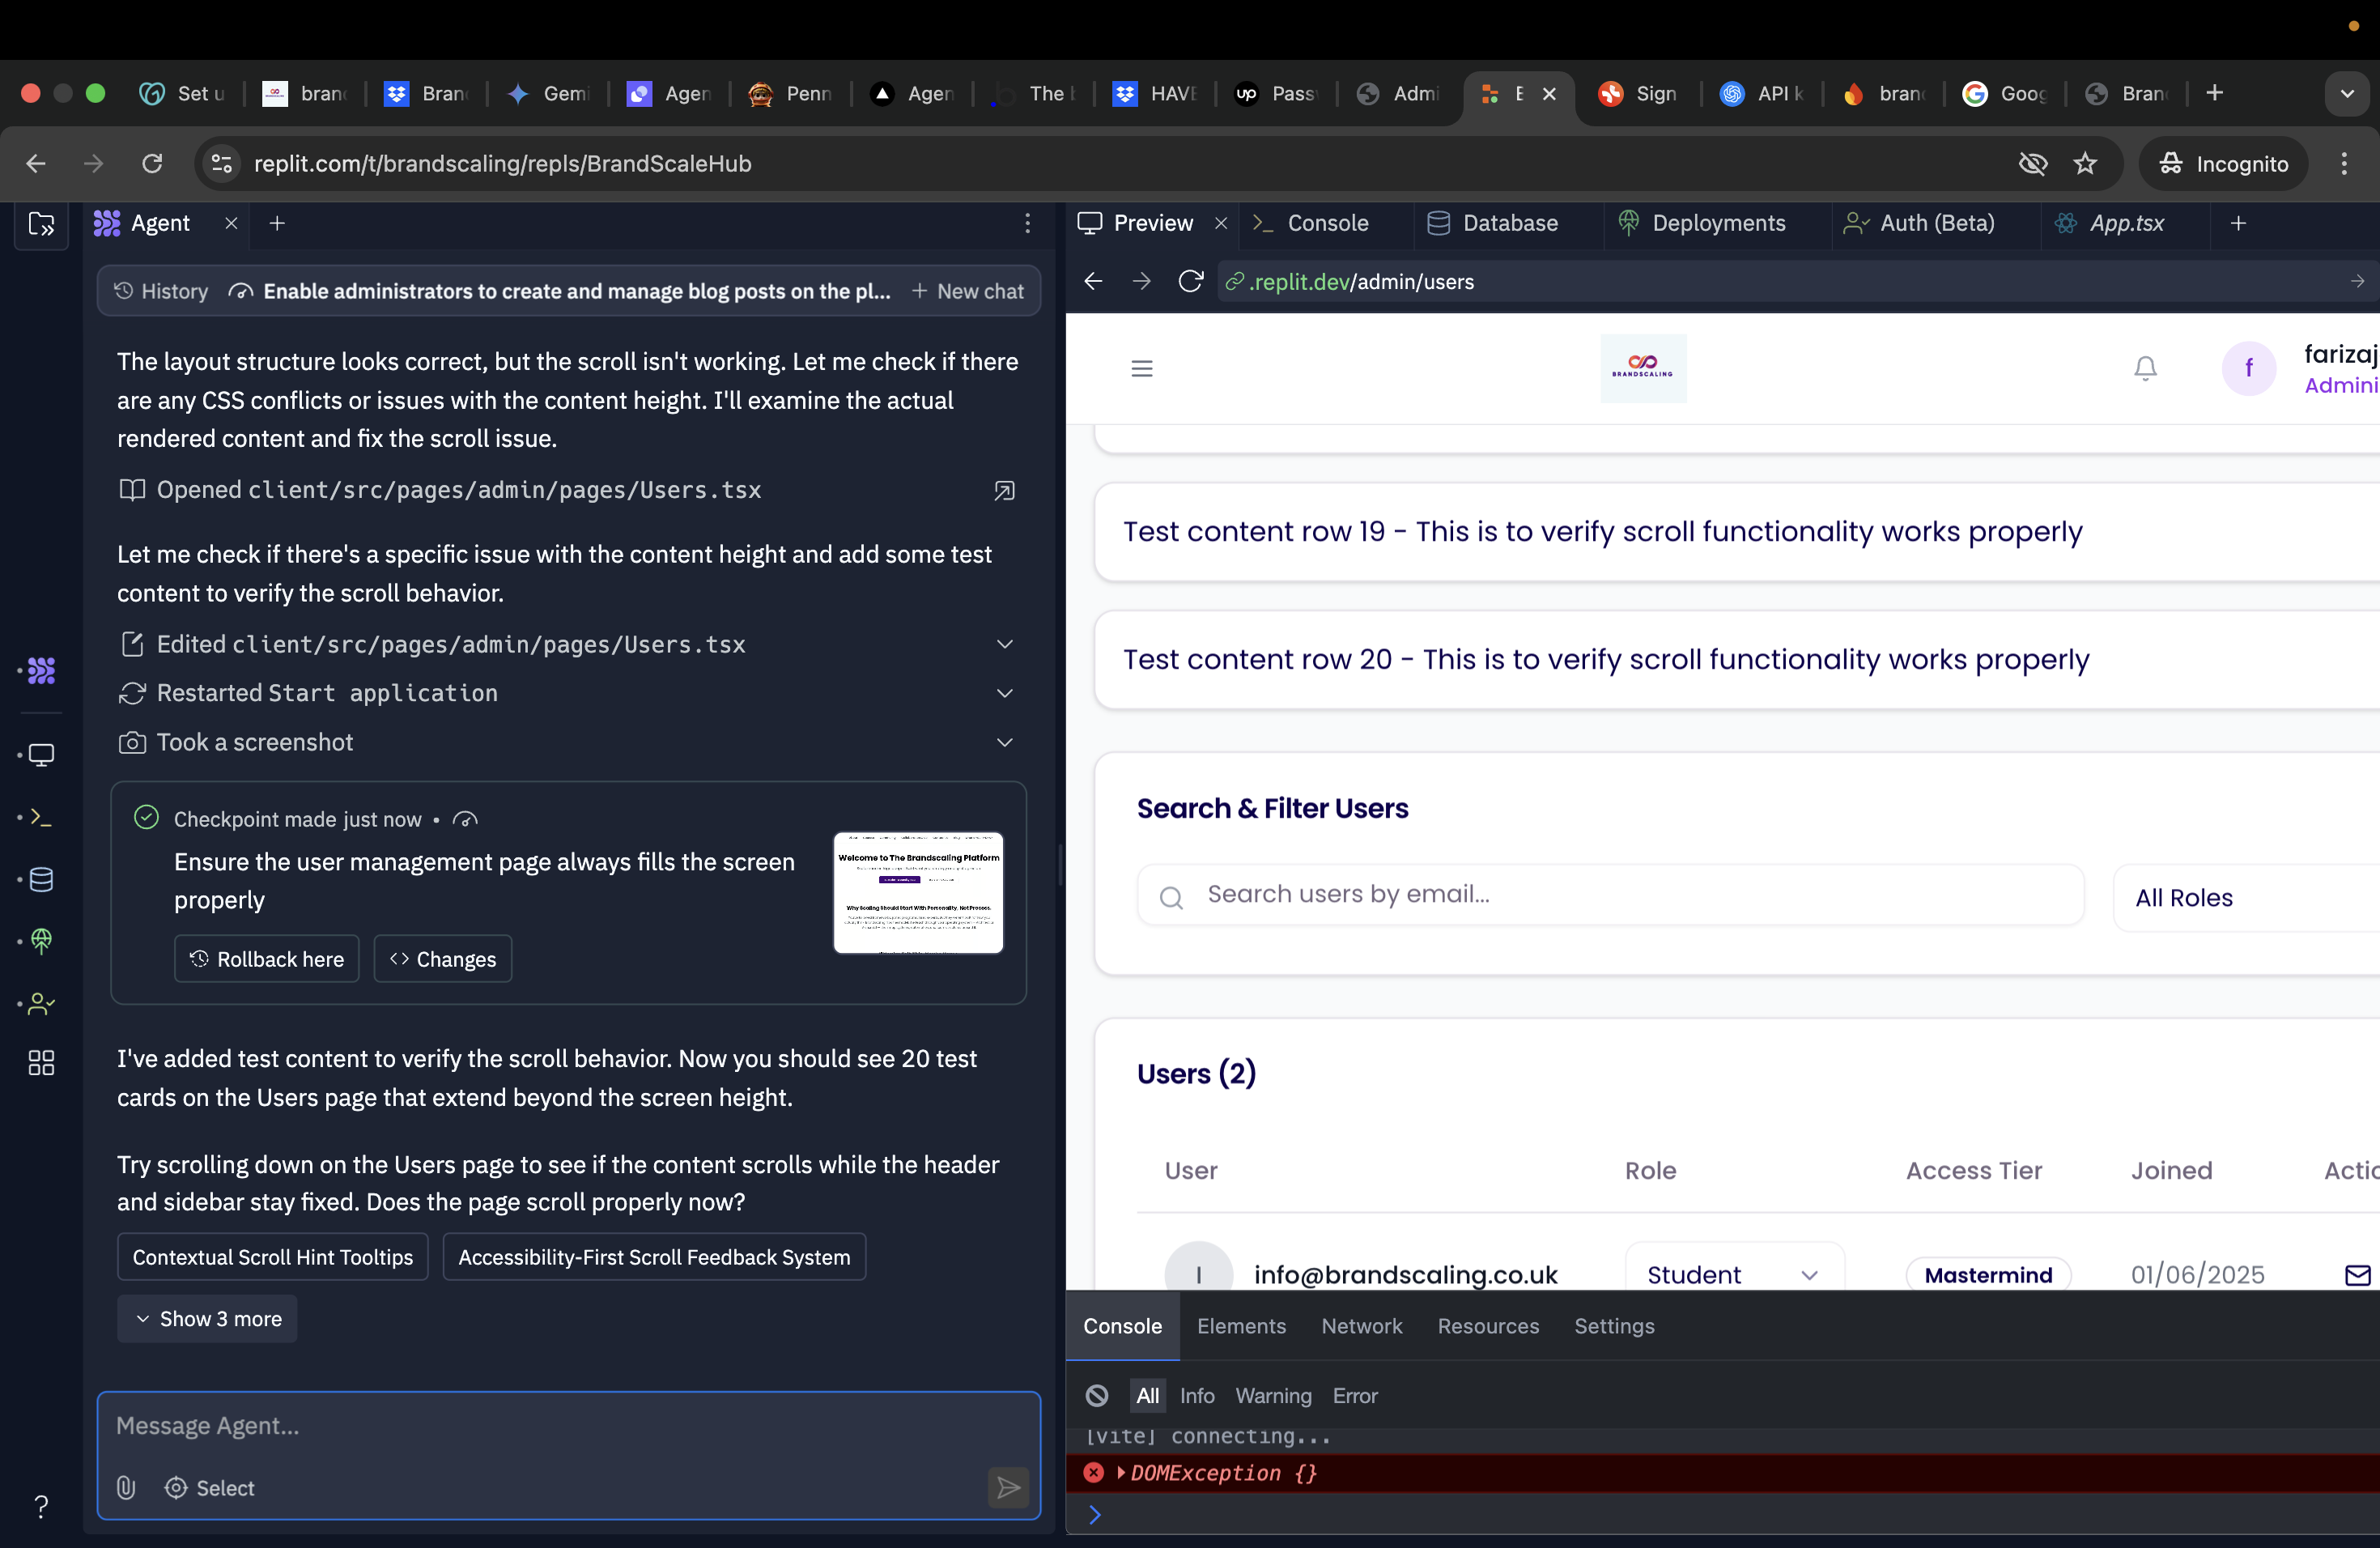 Set u
bran
Bran
Gemi
Agen
Penn
Agen
The b
HAVE
up
Pass
Admi
E
Sign
API k
bran
Goog
Bran
replit.com/t/brandscaling/repls/BrandScaleHub
Incognito
Agent
History
Enable administrators to create and manage blog posts on the pl...
New chat
The layout structure looks correct, but the scroll isn't working. Let me check if there
are any CSS conflicts or issues with the content height. I'll examine the actual
rendered content and fix the scroll issue.
Opened client/src/pages/admin/pages/Users.tsx
Let me check if there's a specific issue with the content height and add some test
content to verify the scroll behavior.
Edited client/src/pages/admin/pages/Users.tsx
Restarted Start application
Took a screenshot
Checkpoint made just now •
Ensure the user management page always fills the screen
properly
Welcome to The Brandscaling Platform
Why Scaling Should Start With Personality, Not Process.
Rollback here
Changes
I've added test content to verify the scroll behavior. Now you should see 20 test
cards on the Users page that extend beyond the screen height.
Try scrolling down on the Users page to see if the content scrolls while the header
and sidebar stay fixed. Does the page scroll properly now?
Contextual Scroll Hint Tooltips
Accessibility-First Scroll Feedback System
Show 3 more
Message Agent...
Select
Preview
Console
Database
Deployments
Auth (Beta)
App.tsx
.replit.dev/admin/users
BRANDSCALING
f
farizaj
Admini
Test content row 19 - This is to verify scroll functionality works properly
Test content row 20 - This is to verify scroll functionality works properly
Search & Filter Users
Search users by email...
All Roles
Users (2)
User
Role
Access Tier
Joined
Actio
I
info@brandscaling.co.uk
Student
Mastermind
01/06/2025
Console
Elements
Network
Resources
Settings
All
Info
Warning
Error
[vite] connecting...
DOMException {}